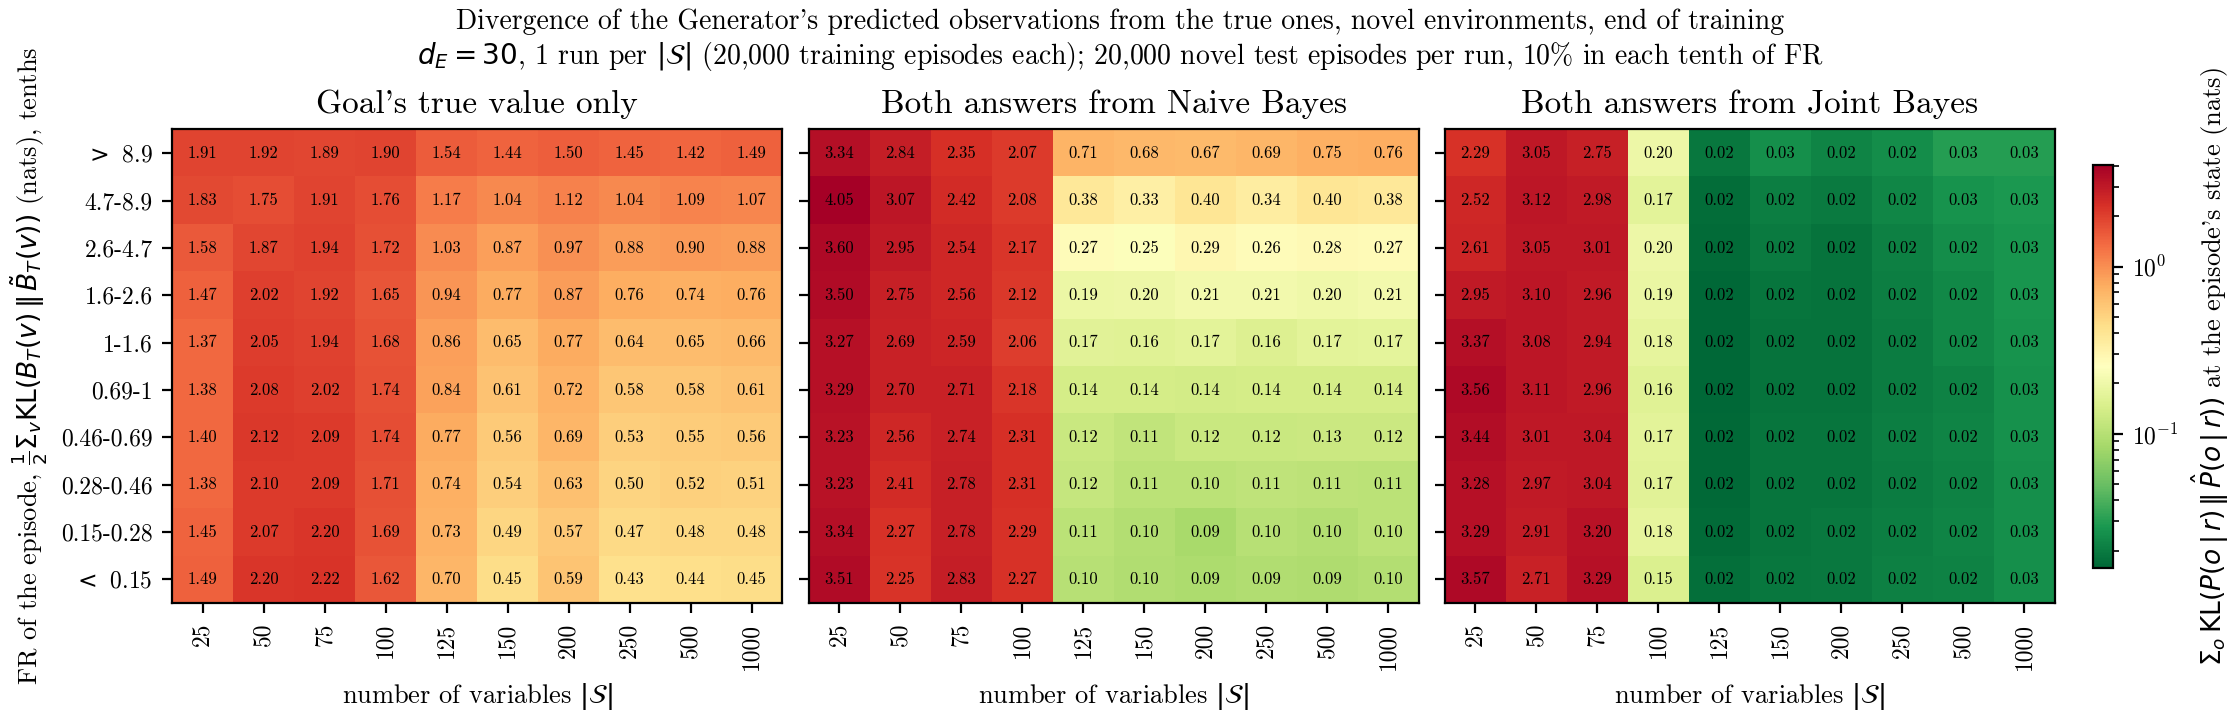 Divergence of the Generator's predicted observations from the true ones, novel environments, end of training
d_E = 30, 1 run per |𝒮| (20,000 training episodes each); 20,000 novel test episodes per run, 10% in each tenth of FR
Goal's true value only
Both answers from Naive Bayes
Both answers from Joint Bayes
FR of the episode, ½ Σ_v KL(B_T(v) ‖ B̃_T(v)) (nats), tenths
> 8.9 1.91 1.92 1.89 1.90 1.54 1.44 1.50 1.45 1.42 1.49 3.34 2.84 2.35 2.07 0.71 0.68 0.67 0.69 0.75 0.76 2.29 3.05 2.75 0.20 0.02 0.03 0.02 0.02 0.03 0.03
4.7-8.9 1.83 1.75 1.91 1.76 1.17 1.04 1.12 1.04 1.09 1.07 4.05 3.07 2.42 2.08 0.38 0.33 0.40 0.34 0.40 0.38 2.52 3.12 2.98 0.17 0.02 0.02 0.02 0.02 0.03 0.03
2.6-4.7 1.58 1.87 1.94 1.72 1.03 0.87 0.97 0.88 0.90 0.88 3.60 2.95 2.54 2.17 0.27 0.25 0.29 0.26 0.28 0.27 2.61 3.05 3.01 0.20 0.02 0.02 0.02 0.02 0.02 0.03
1.6-2.6 1.47 2.02 1.92 1.65 0.94 0.77 0.87 0.76 0.74 0.76 3.50 2.75 2.56 2.12 0.19 0.20 0.21 0.21 0.20 0.21 2.95 3.10 2.96 0.19 0.02 0.02 0.02 0.02 0.02 0.03
1-1.6 1.37 2.05 1.94 1.68 0.86 0.65 0.77 0.64 0.65 0.66 3.27 2.69 2.59 2.06 0.17 0.16 0.17 0.16 0.17 0.17 3.37 3.08 2.94 0.18 0.02 0.02 0.02 0.02 0.02 0.03
0.69-1 1.38 2.08 2.02 1.74 0.84 0.61 0.72 0.58 0.58 0.61 3.29 2.70 2.71 2.18 0.14 0.14 0.14 0.14 0.14 0.14 3.56 3.11 2.96 0.16 0.02 0.02 0.02 0.02 0.02 0.03
0.46-0.69 1.40 2.12 2.09 1.74 0.77 0.56 0.69 0.53 0.55 0.55 3.23 2.56 2.74 2.31 0.12 0.11 0.12 0.12 0.13 0.12 3.44 3.01 3.04 0.17 0.02 0.02 0.02 0.02 0.02 0.03
0.28-0.46 1.38 2.10 2.09 1.71 0.74 0.54 0.63 0.50 0.52 0.51 3.23 2.41 2.78 2.31 0.12 0.11 0.10 0.11 0.11 0.11 3.28 2.97 3.04 0.17 0.02 0.02 0.02 0.02 0.02 0.03
0.15-0.28 1.45 2.07 2.20 1.69 0.73 0.49 0.57 0.47 0.48 0.48 3.34 2.27 2.78 2.29 0.11 0.10 0.09 0.10 0.10 0.10 3.29 2.91 3.20 0.18 0.02 0.02 0.02 0.02 0.02 0.03
< 0.15 1.49 2.20 2.22 1.62 0.70 0.45 0.59 0.43 0.44 0.45 3.51 2.25 2.83 2.27 0.10 0.10 0.09 0.09 0.09 0.10 3.57 2.71 3.29 0.15 0.02 0.02 0.02 0.02 0.02 0.03
25 50 75 100 125 150 200 250 500 1000
25 50 75 100 125 150 200 250 500 1000
25 50 75 100 125 150 200 250 500 1000
number of variables |𝒮|
number of variables |𝒮|
number of variables |𝒮|
10⁰
10⁻¹
Σ_o KL(P(o | r) ‖ P̂(o | r)) at the episode's state (nats)